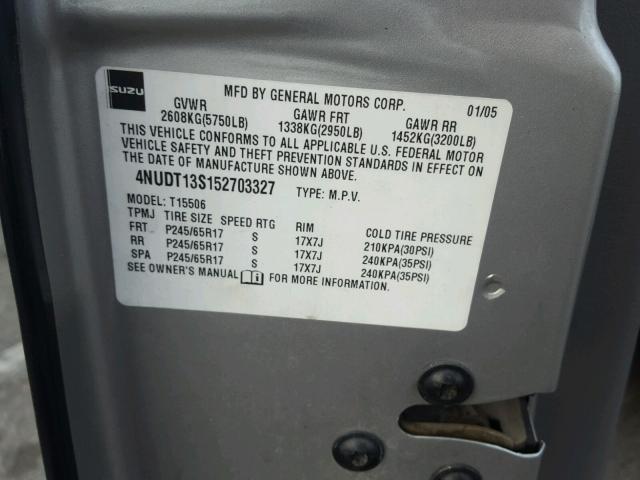 ISUZU
MFD BY GENERAL MOTORS CORP. 01/05
GVWR GAWR FRT GAWR RR
2608KG(5750LB) 1338KG(2950LB) 1452KG(3200LB)
THIS VEHICLE CONFORMS TO ALL APPLICABLE U.S. FEDERAL MOTOR
VEHICLE SAFETY AND THEFT PREVENTION STANDARDS IN EFFECT ON
THE DATE OF MANUFACTURE SHOWN ABOVE.
4NUDT13S152703327 TYPE: M.P.V.
MODEL: T15506
TPMJ TIRE SIZE SPEED RTG RIM COLD TIRE PRESSURE
FRT P245/65R17 S 17X7J 210KPA(30PSI)
RR P245/65R17 S 17X7J 240KPA(35PSI)
SPA P245/65R17 S 17X7J 240KPA(35PSI)
SEE OWNER'S MANUAL FOR MORE INFORMATION.